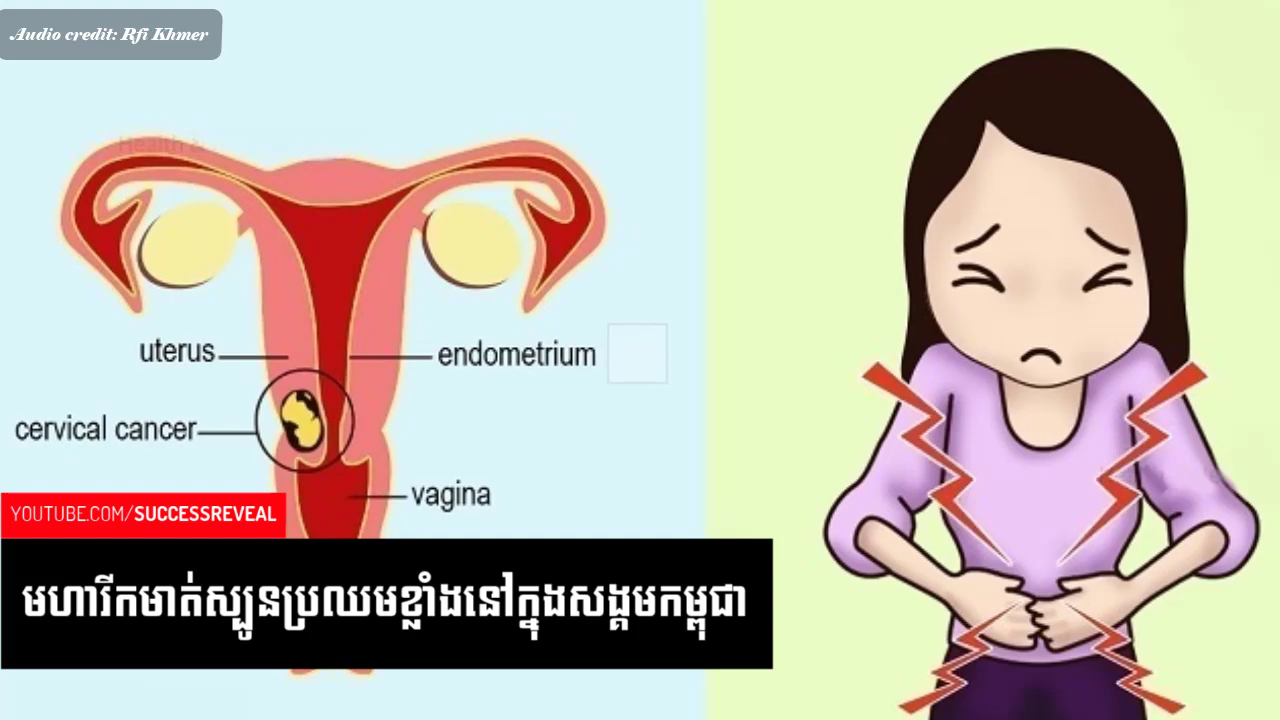 Audio credit: Rfi Khmer
Health &
uterus
endometrium
cervical cancer
vagina
YOUTUBE.COM/SUCCESSREVEAL
មហារីកមាត់ស្បូនប្រឈមខ្លាំងនៅក្នុងសង្គមកម្ពុជា